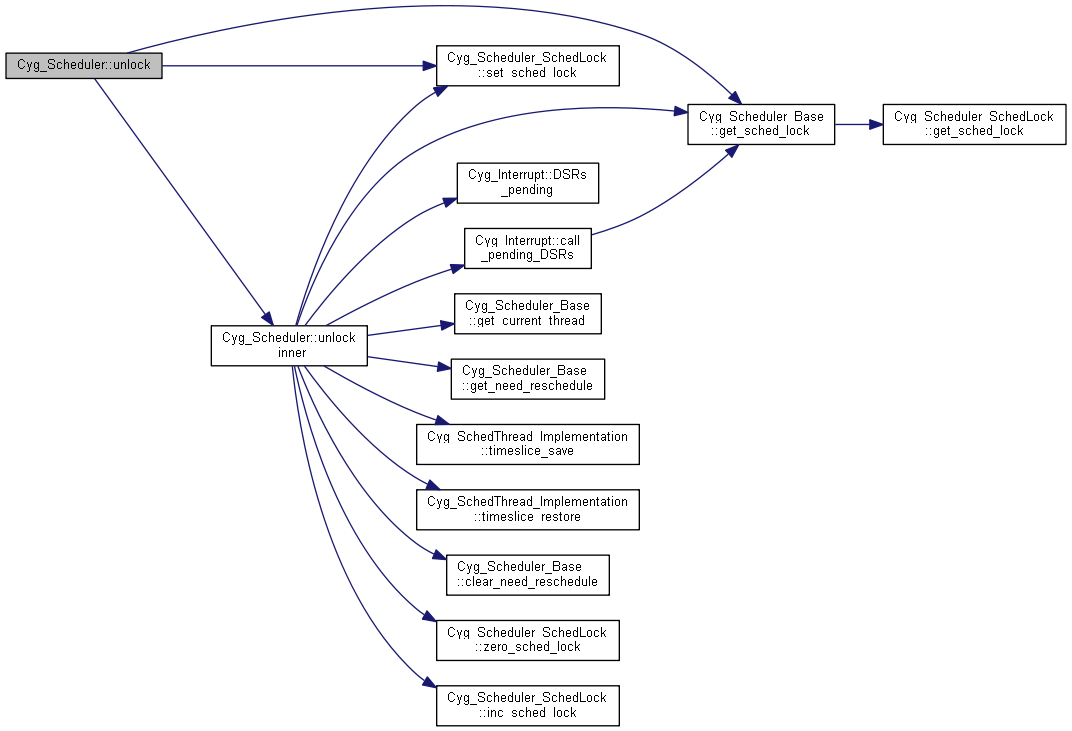 Cyg_Scheduler::unlock
Cyg_Scheduler_SchedLock
::set_sched_lock
Cyg_Scheduler_Base
::get_sched_lock
Cyg_Scheduler_SchedLock
::get_sched_lock
Cyg_Interrupt::DSRs
_pending
Cyg_Interrupt::call
_pending_DSRs
Cyg_Scheduler_Base
::get_current_thread
Cyg_Scheduler::unlock
_inner
Cyg_Scheduler_Base
::get_need_reschedule
Cyg_SchedThread_Implementation
::timeslice_save
Cyg_SchedThread_Implementation
::timeslice_restore
Cyg_Scheduler_Base
::clear_need_reschedule
Cyg_Scheduler_SchedLock
::zero_sched_lock
Cyg_Scheduler_SchedLock
::inc_sched_lock